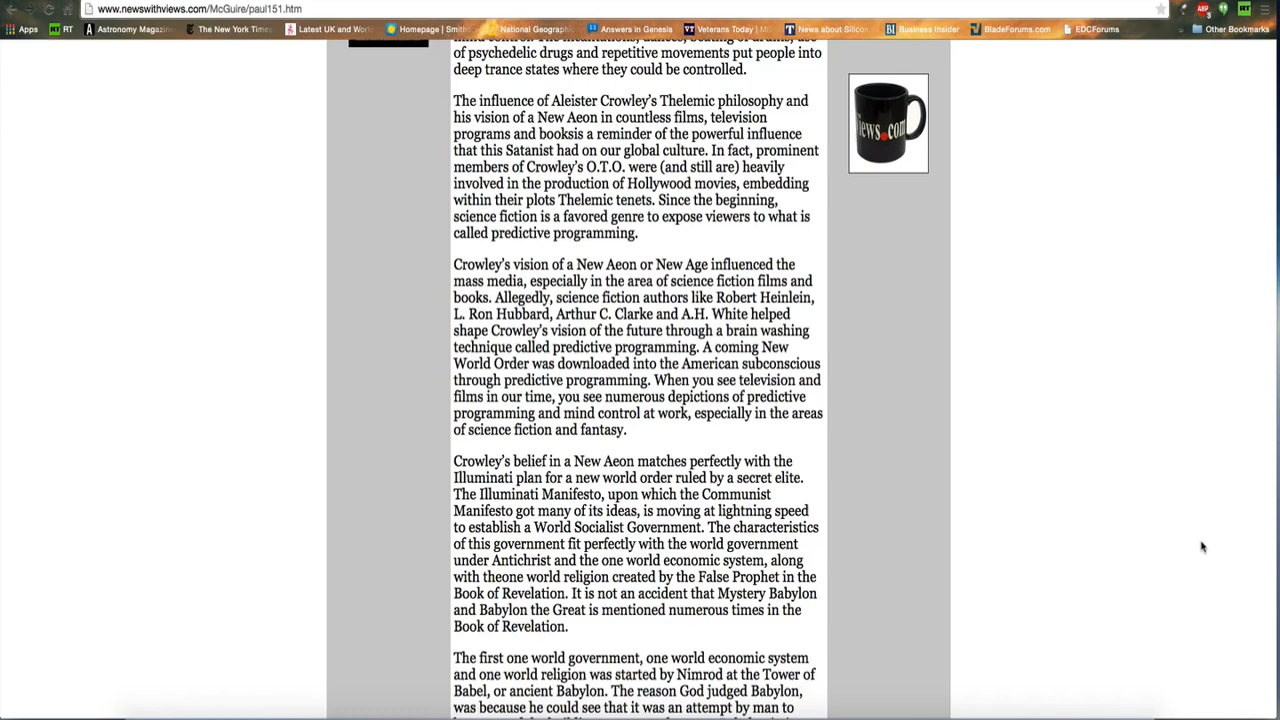 www.newswithviews.com/McGuire/paul151.htm
Apps RT Astronomy Magazin The New York Times Latest UK and Worl Homepage | Smith National Geograph Answers in Genesis Veterans Today | Mi News about Silico Business Insider BladeForums.com EDCForums Other Bookmarks
of psychedelic drugs and repetitive movements put people into
deep trance states where they could be controlled.
The influence of Aleister Crowley's Thelemic philosophy and
his vision of a New Aeon in countless films, television
programs and booksis a reminder of the powerful influence
that this Satanist had on our global culture. In fact, prominent
members of Crowley's O.T.O. were (and still are) heavily
involved in the production of Hollywood movies, embedding
within their plots Thelemic tenets. Since the beginning,
science fiction is a favored genre to expose viewers to what is
called predictive programming.
Crowley's vision of a New Aeon or New Age influenced the
mass media, especially in the area of science fiction films and
books. Allegedly, science fiction authors like Robert Heinlein,
L. Ron Hubbard, Arthur C. Clarke and A.H. White helped
shape Crowley's vision of the future through a brain washing
technique called predictive programming. A coming New
World Order was downloaded into the American subconscious
through predictive programming. When you see television and
films in our time, you see numerous depictions of predictive
programming and mind control at work, especially in the areas
of science fiction and fantasy.
Crowley's belief in a New Aeon matches perfectly with the
Illuminati plan for a new world order ruled by a secret elite.
The Illuminati Manifesto, upon which the Communist
Manifesto got many of its ideas, is moving at lightning speed
to establish a World Socialist Government. The characteristics
of this government fit perfectly with the world government
under Antichrist and the one world economic system, along
with theone world religion created by the False Prophet in the
Book of Revelation. It is not an accident that Mystery Babylon
and Babylon the Great is mentioned numerous times in the
Book of Revelation.
The first one world government, one world economic system
and one world religion was started by Nimrod at the Tower of
Babel, or ancient Babylon. The reason God judged Babylon,
was because he could see that it was an attempt by man to
iews.com